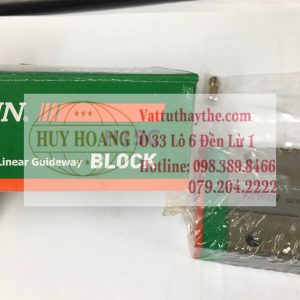 IN.
Linear Guideway BLOCK
HUY HOANG
Vattuthaythe.com
Ô 33 Lô 6 Đền Lừ 1
Hotline: 098.389.8466
079.204.2222